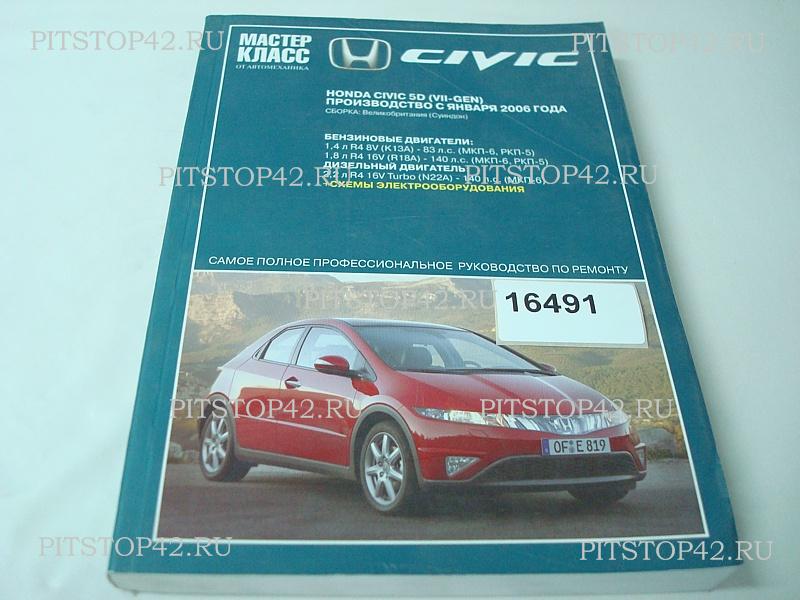 МАСТЕР
КЛАСС
ОТ АВТОМЕХАНИКА
CIVIC
HONDA CIVIC 5D (VII-GEN)
ПРОИЗВОДСТВО С ЯНВАРЯ 2006 ГОДА
СБОРКА: Великобритания (Суиндон)
БЕНЗИНОВЫЕ ДВИГАТЕЛИ:
1,4 л R4 8V (K13A) - 83 л.с. (МКП-6, РКП-5)
1,8 л R4 16V (R18A) - 140 л.с. (МКП-6, РКП-5)
ДИЗЕЛЬНЫЙ ДВИГАТЕЛЬ:
2,2 л R4 16V Turbo (N22A) - 140 л.с. (МКП-6)
+СХЕМЫ ЭЛЕКТРООБОРУДОВАНИЯ
САМОЕ ПОЛНОЕ ПРОФЕССИОНАЛЬНОЕ РУКОВОДСТВО ПО РЕМОНТУ
16491
OF E 819
PITSTOP42.RU
PITSTOP42.RU
PITSTOP42.RU
PITSTOP42.RU
PITSTOP42.RU
PITSTOP42.RU
PITSTOP42.RU
PITSTOP42.RU
PITSTOP42.RU
PITSTOP42.RU